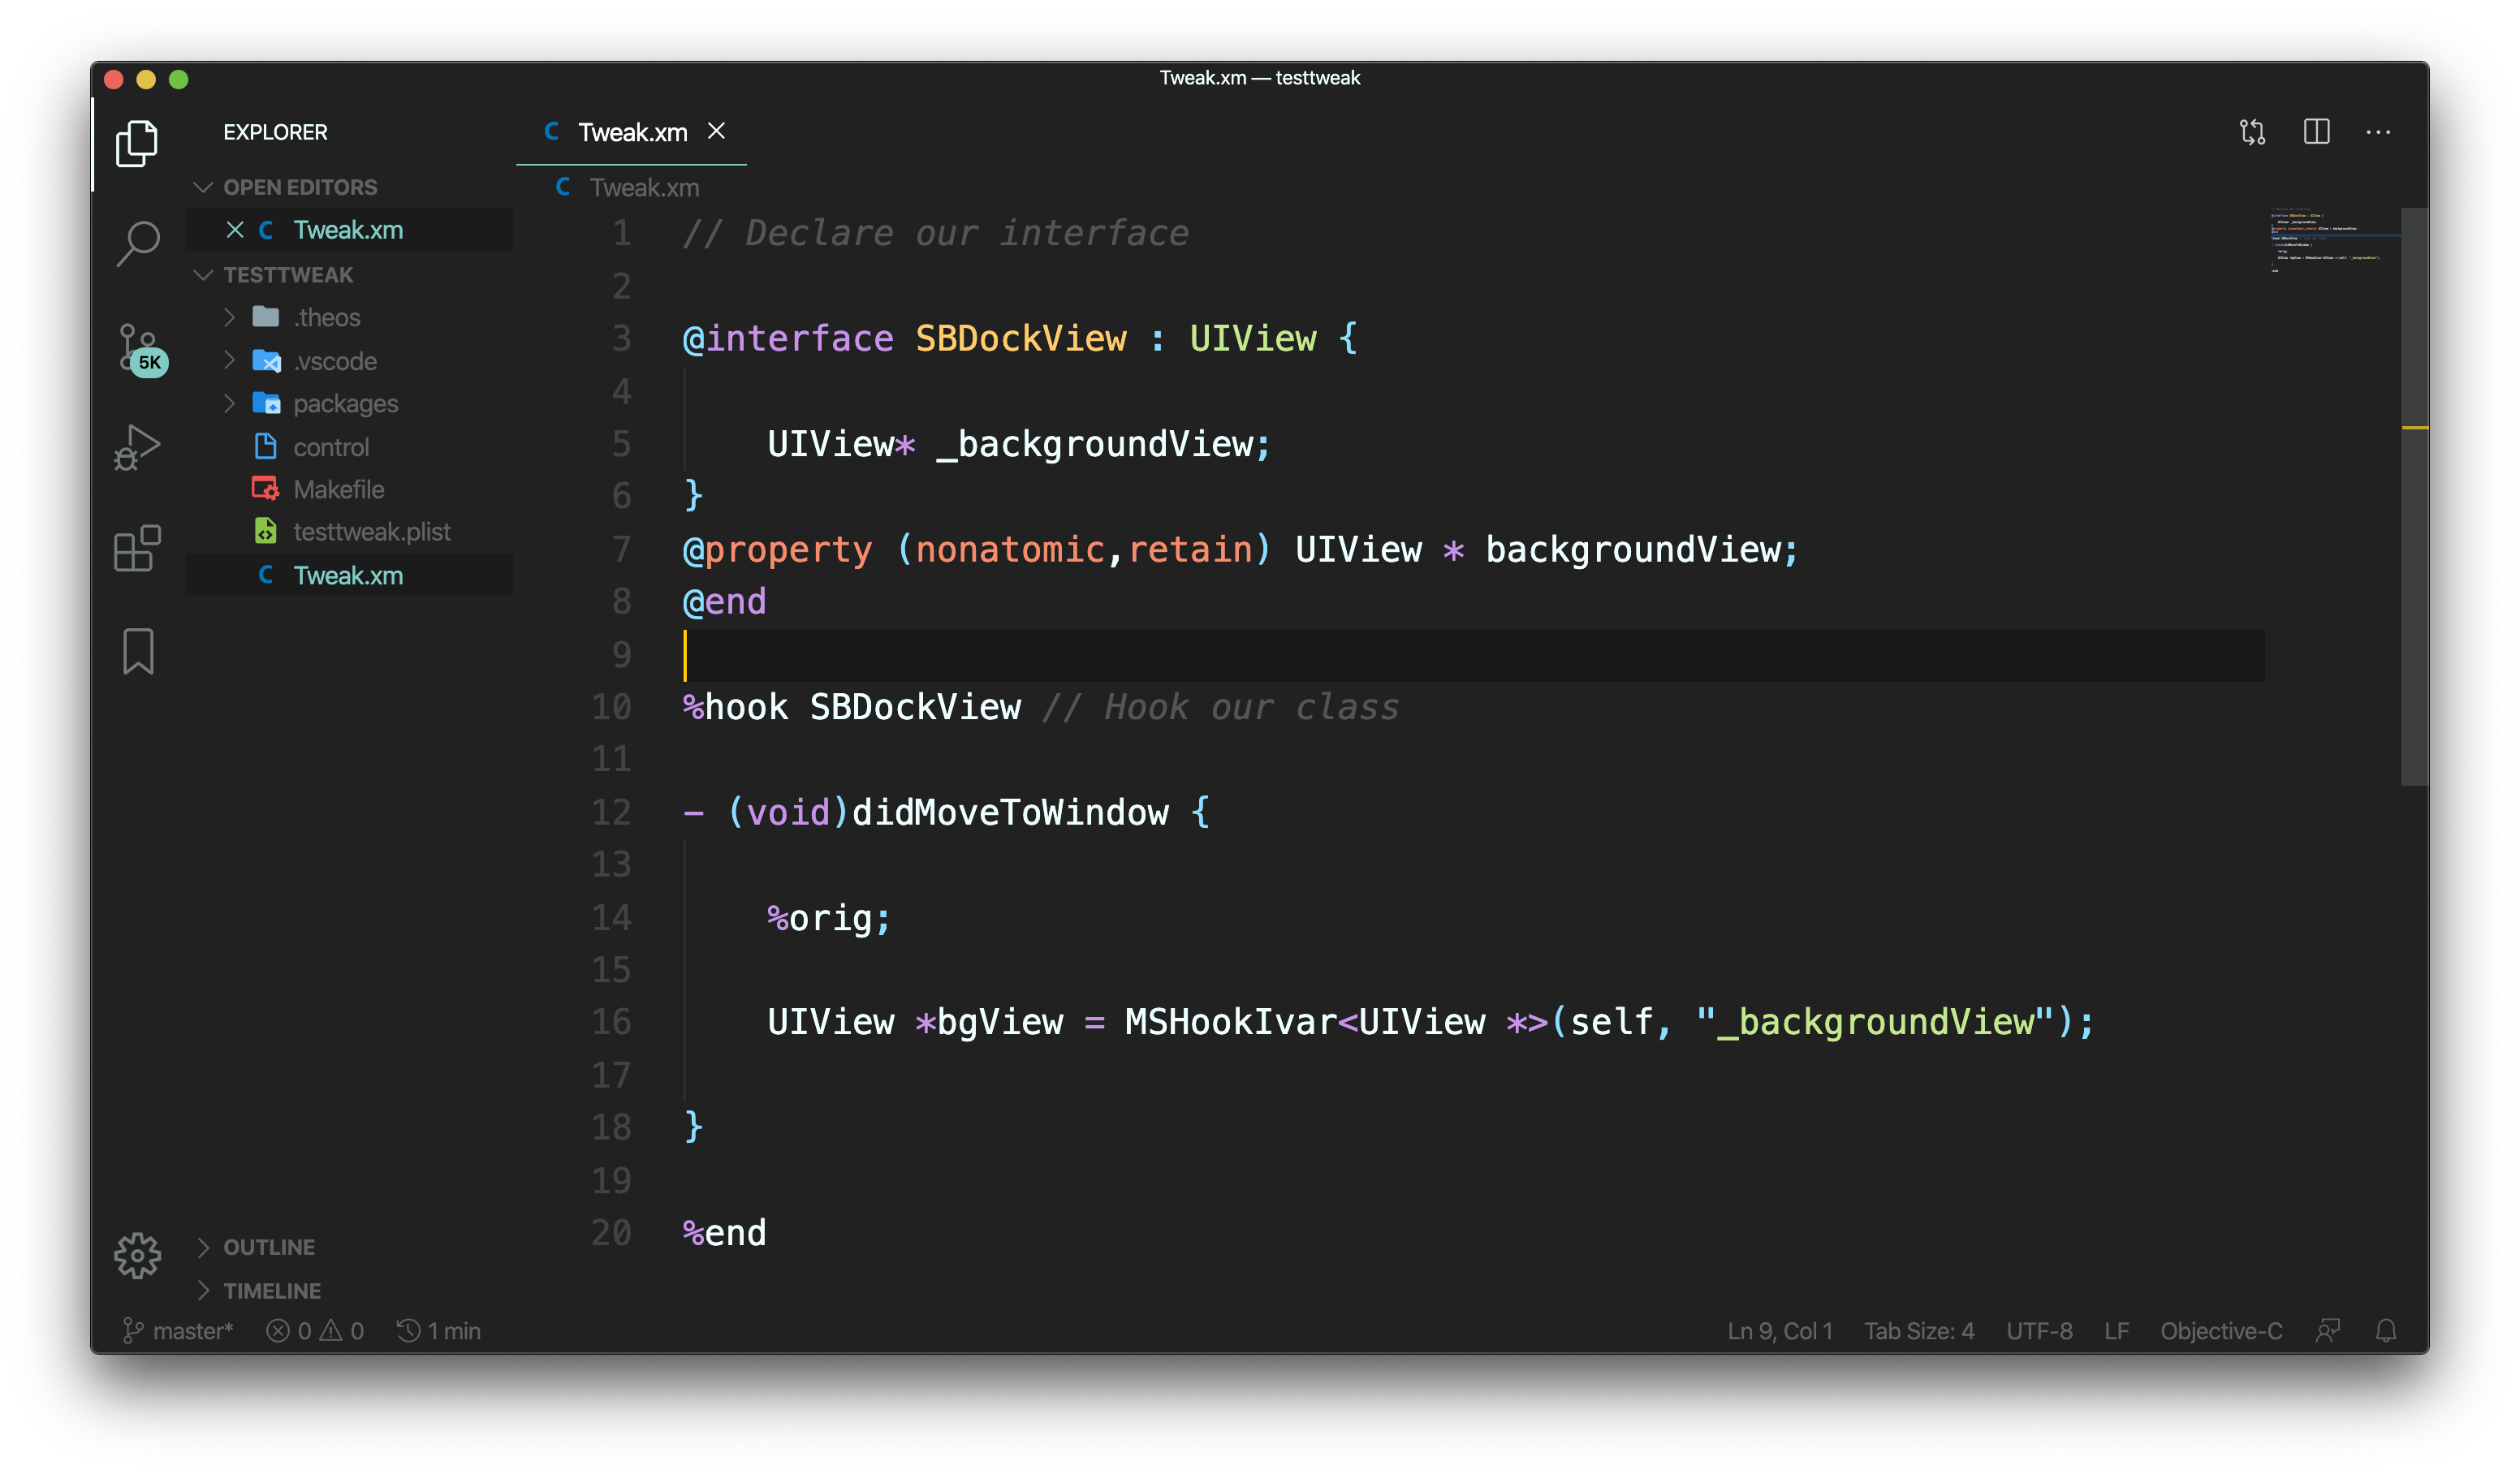 Tweak.xm — testtweak
EXPLORER
OPEN EDITORS
Tweak.xm
TESTTWEAK
.theos
.vscode
packages
control
Makefile
testtweak.plist
Tweak.xm
5K
OUTLINE
TIMELINE
Tweak.xm
Tweak.xm
1 // Declare our interface
2
3 @interface SBDockView : UIView {
4
5     UIView* _backgroundView;
6 }
7 @property (nonatomic,retain) UIView * backgroundView;
8 @end
9
10 %hook SBDockView // Hook our class
11
12 - (void)didMoveToWindow {
13
14     %orig;
15
16     UIView *bgView = MSHookIvar<UIView *>(self, "_backgroundView");
17
18 }
19
20 %end
master* 0 0 1 min
Ln 9, Col 1 Tab Size: 4 UTF-8 LF Objective-C